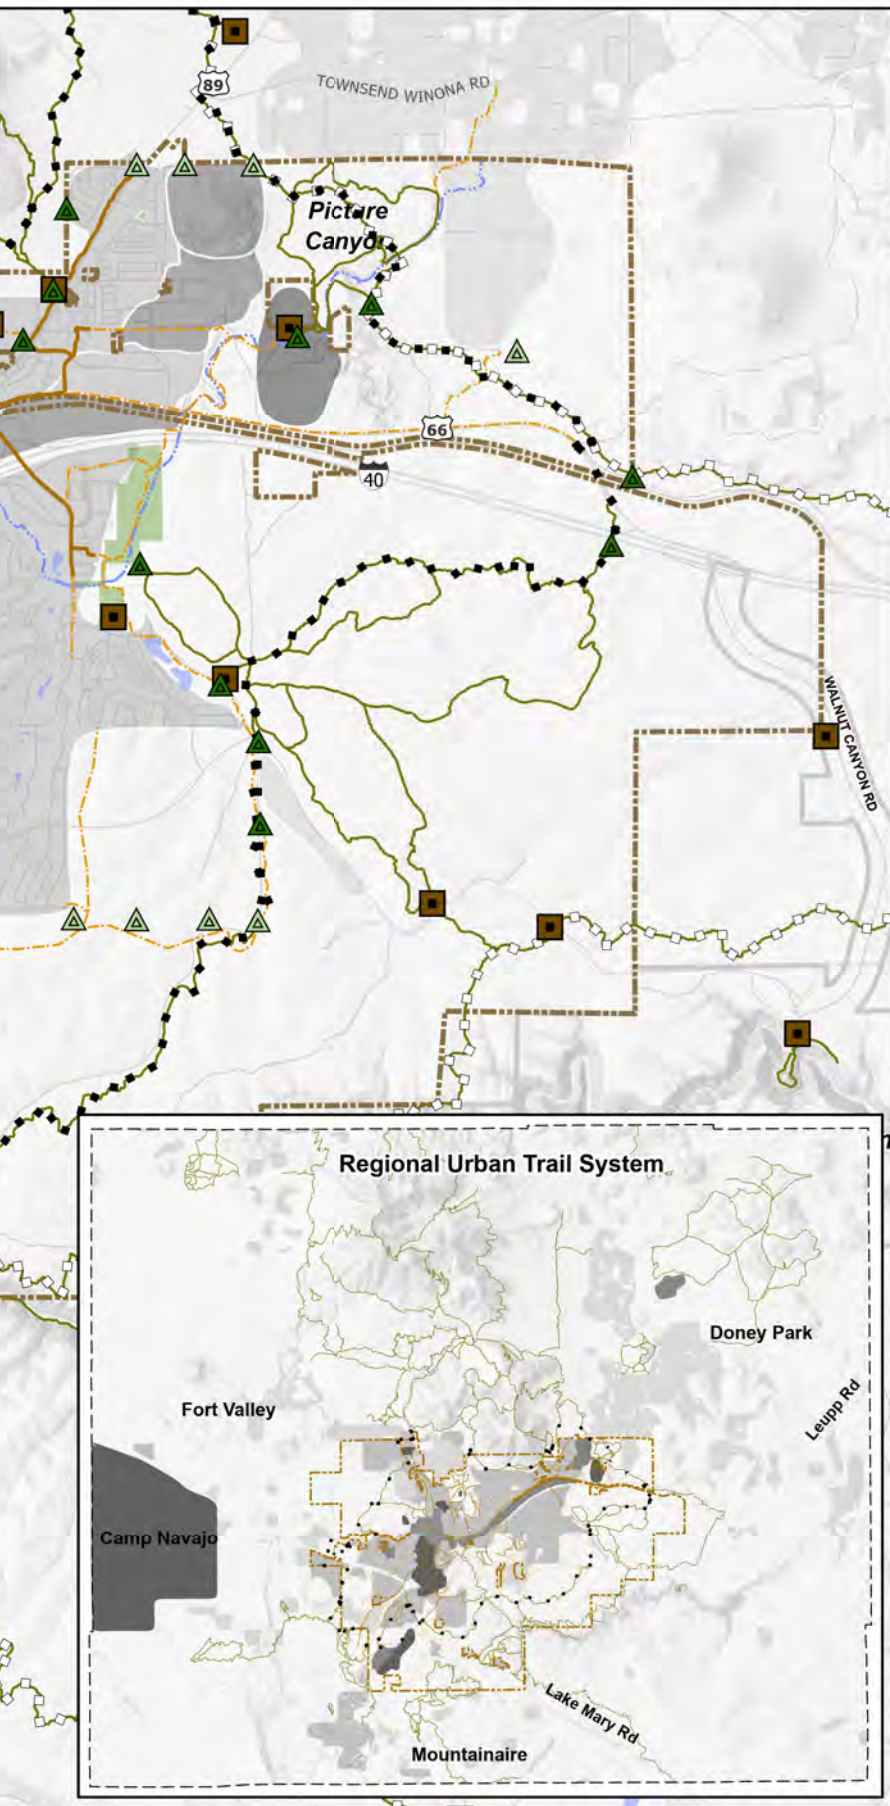 89
TOWNSEND WINONA RD
Picture
Canyon
66
40
WALNUT CANYON RD
Regional Urban Trail System
Doney Park
Fort Valley
Leupp Rd
Camp Navajo
Lake Mary Rd
Mountainaire